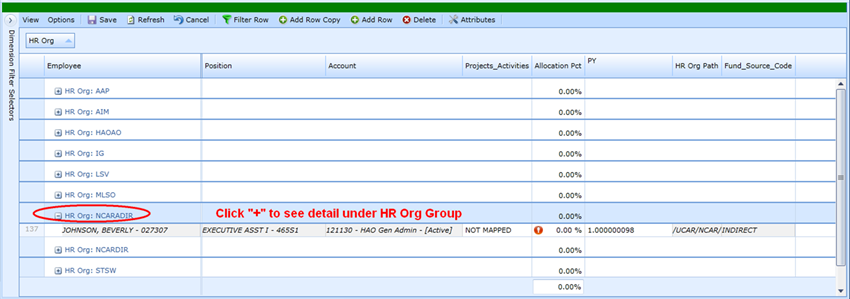 View Options Save Refresh Cancel Filter Row Add Row Copy Add Row Delete Attributes
Dimension Filter Selectors
HR Org
Employee Position Account Projects_Activities Allocation Pct PY HR Org Path Fund_Source_Code
HR Org: AAP 0.00%
HR Org: AIM 0.00%
HR Org: HAOAO 0.00%
HR Org: IG 0.00%
HR Org: LSV 0.00%
HR Org: MLSO 0.00%
HR Org: NCARADIR Click "+" to see detail under HR Org Group 0.00%
137 JOHNSON, BEVERLY - 027307 EXECUTIVE ASST I - 465S1 121130 - HAO Gen Admin - [Active] NOT MAPPED 0.00 % 1.000000098 /UCAR/NCAR/INDIRECT
HR Org: NCARDIR 0.00%
HR Org: STSW 0.00%
0.00%